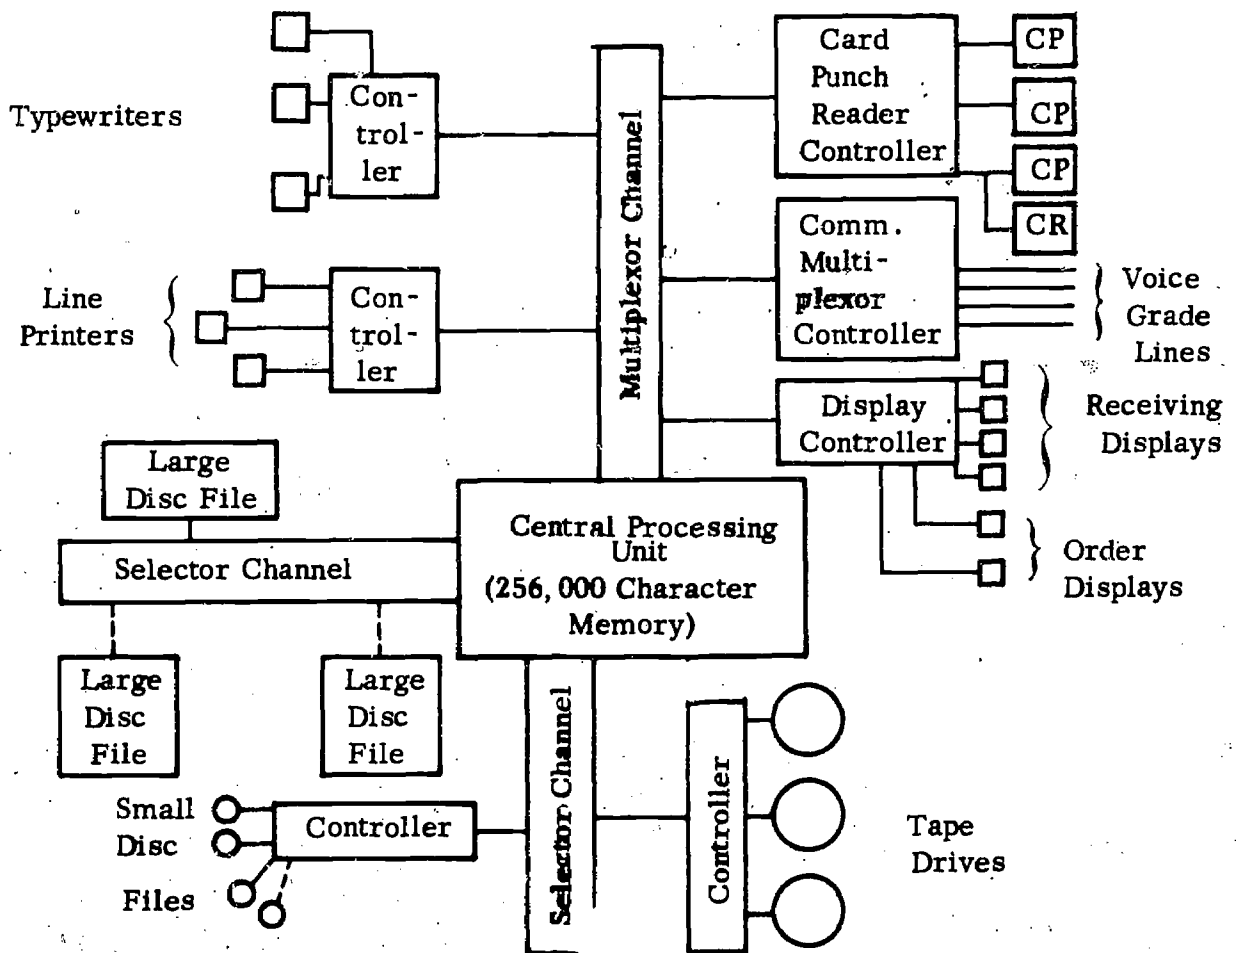 Typewriters
Con-
trol-
ler
Line
Printers
Con-
trol-
ler
Multiplexor Channel
Card
Punch
Reader
Controller
CP
CP
CP
CR
Comm.
Multi-
plexor
Controller
Voice
Grade
Lines
Display
Controller
Receiving
Displays
Order
Displays
Large
Disc File
Selector Channel
Central Processing
Unit
(256,000 Character
Memory)
Large
Disc
File
Large
Disc
File
Selector Channel
Small
Disc
Files
Controller
Controller
Tape
Drives